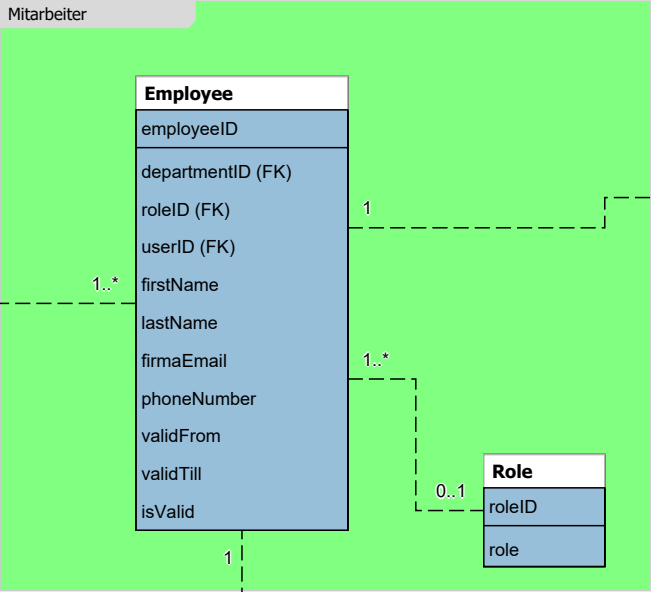 Mitarbeiter
Employee
employeeID
departmentID (FK)
roleID (FK)
1
userID (FK)
1..*
firstName
lastName
firmaEmail
1..*
phoneNumber
validFrom
validTill
isValid
Role
0..1
roleID
role
1